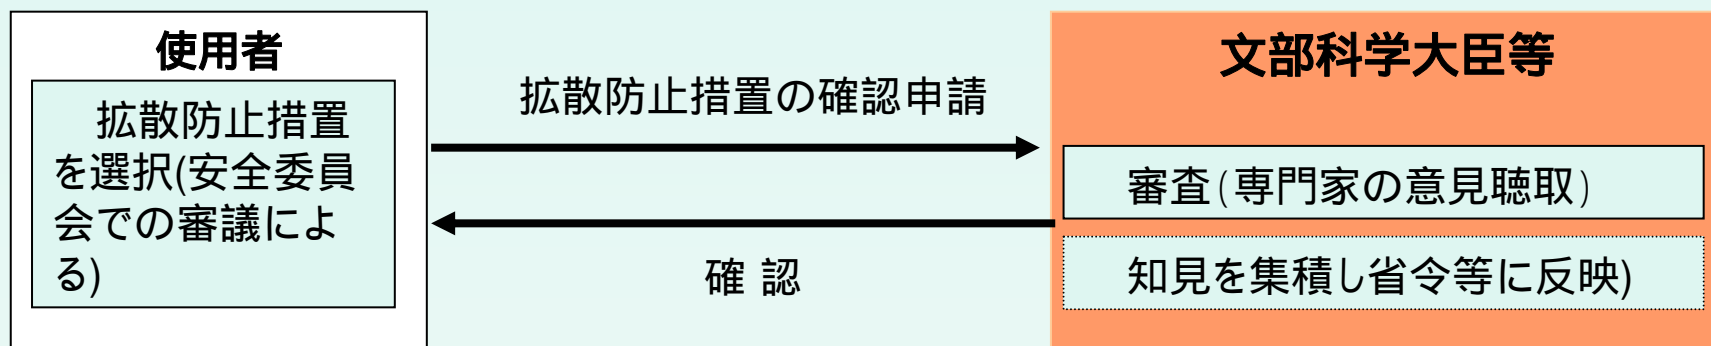 使用者
拡散防止措置
を選択(安全委員
会での審議によ
る)
拡散防止措置の確認申請
確 認
文部科学大臣等
審査(専門家の意見聴取)
知見を集積し省令等に反映)